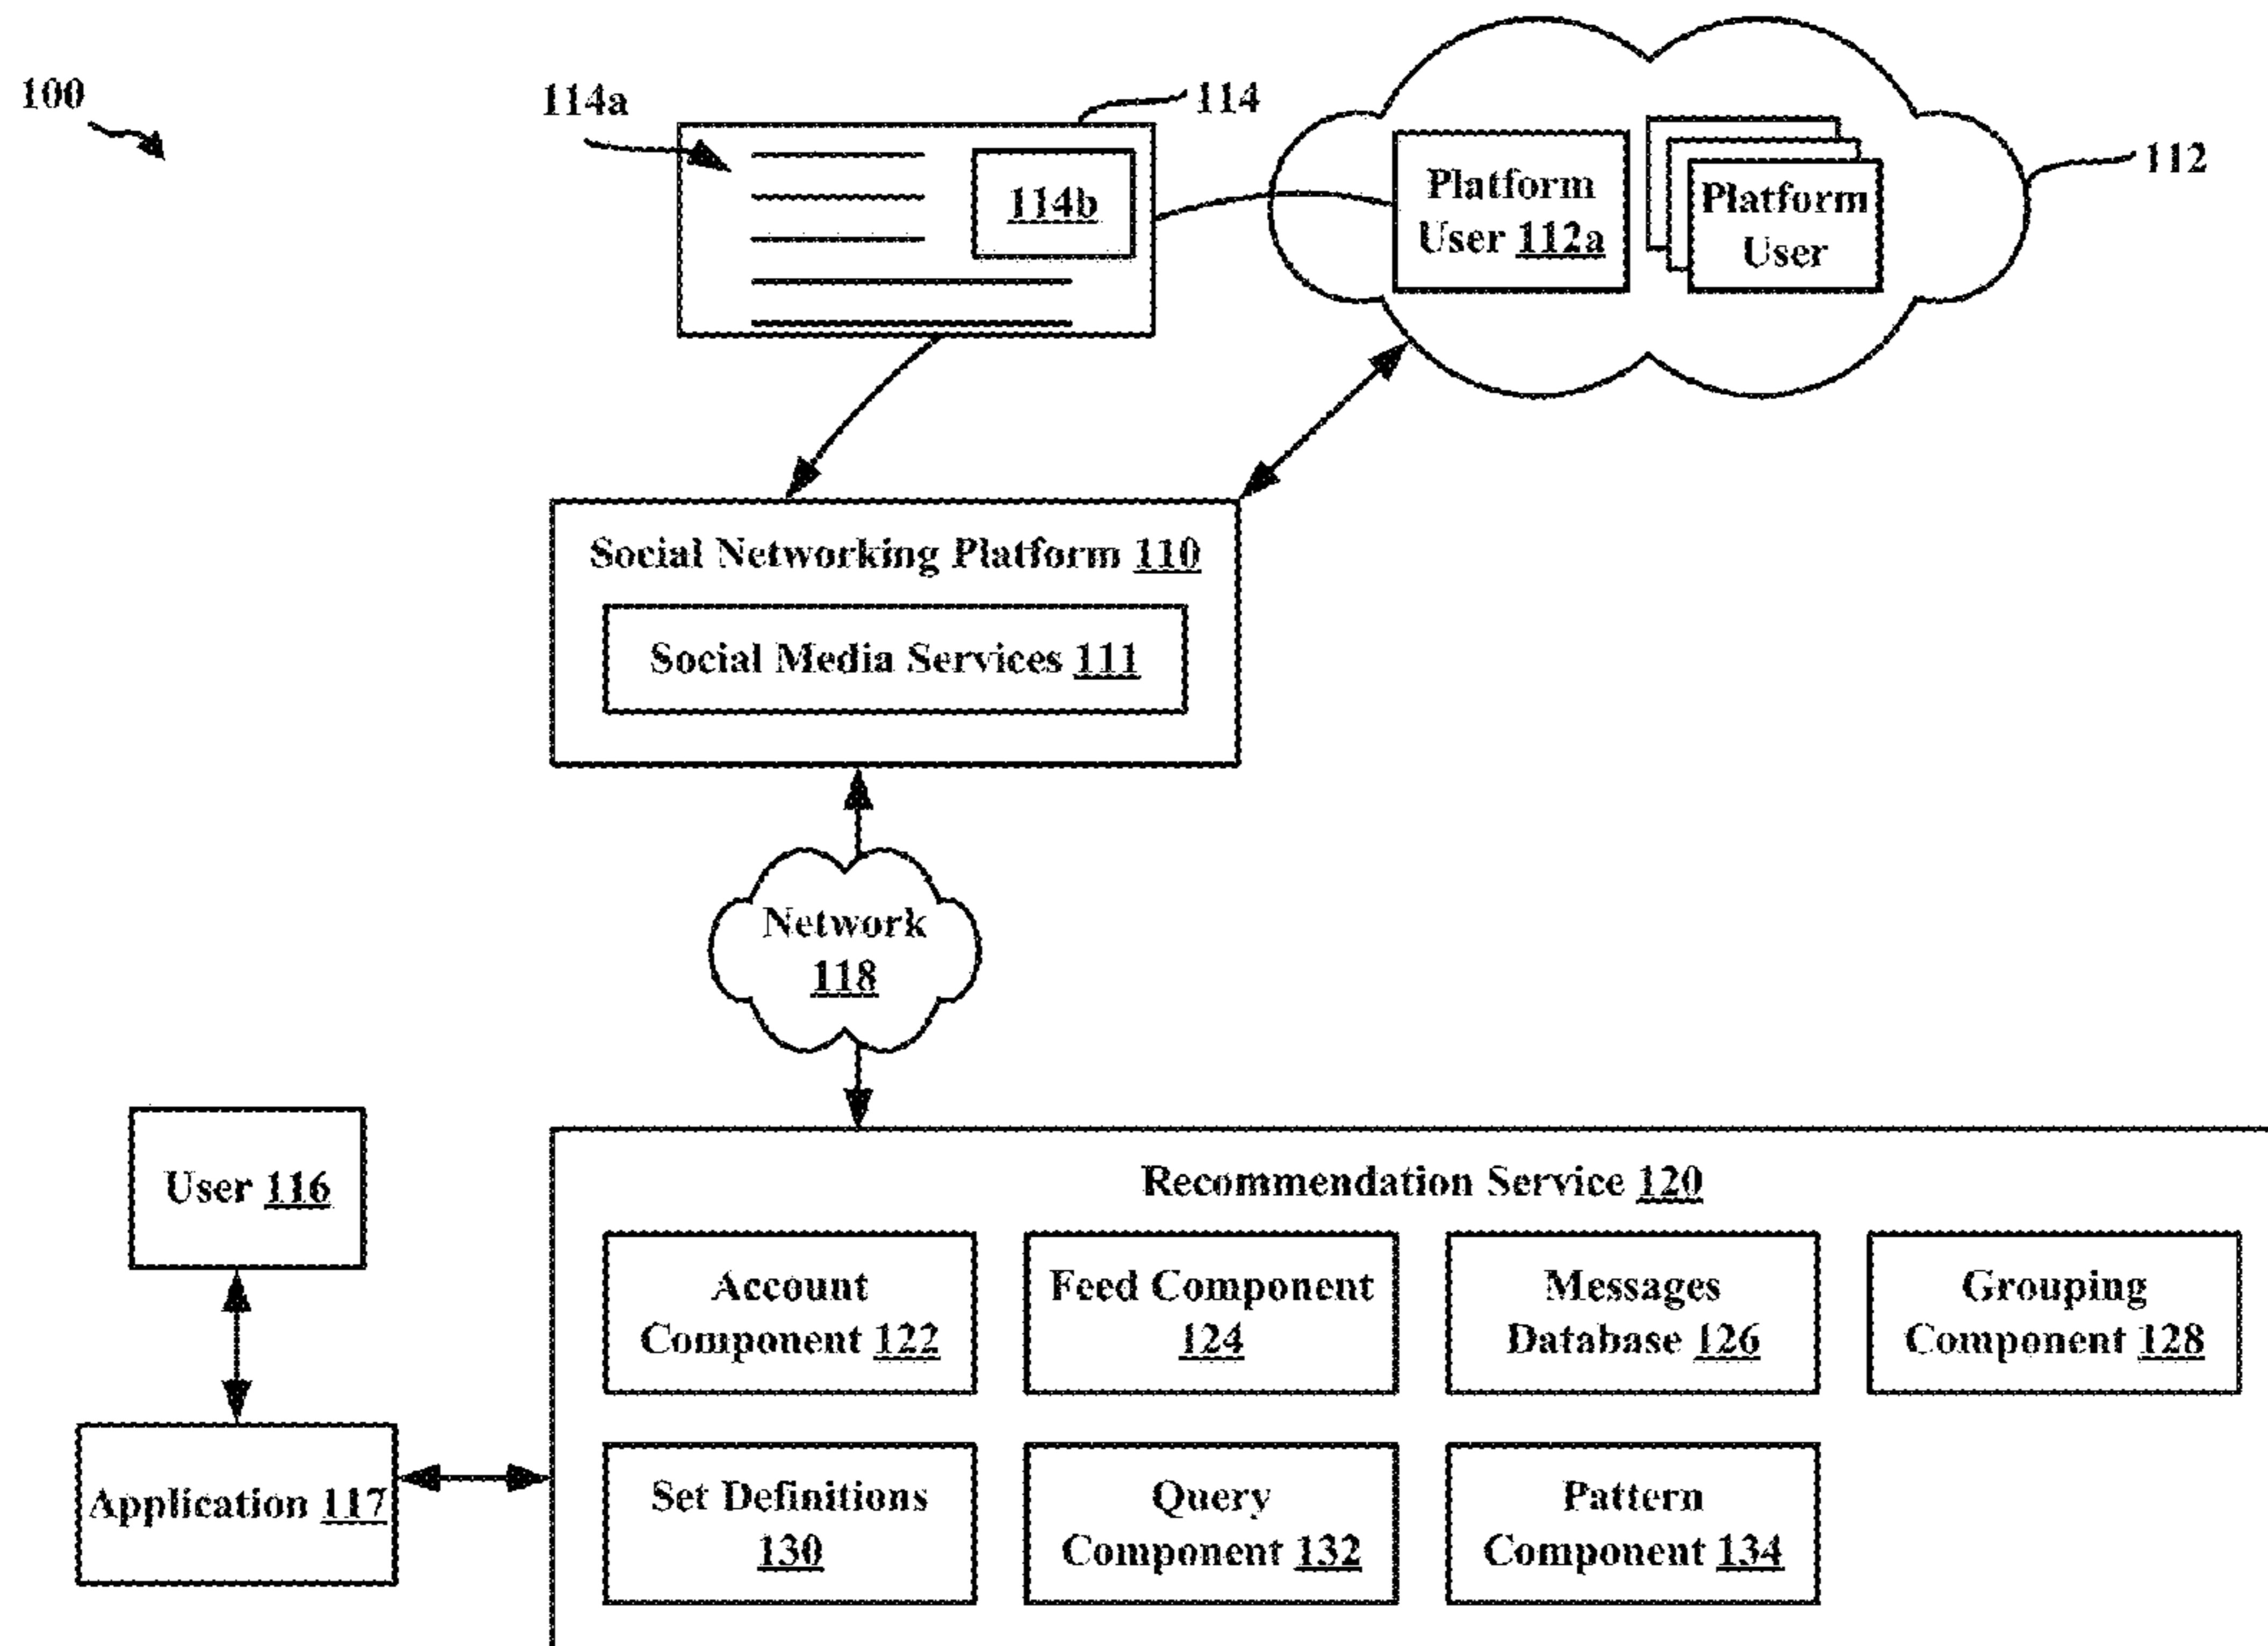 100
114a
114
112
114b
Platform
User 112a
Platform
User
Social Networking Platform 110
Social Media Services 111
Network
118
User 116
Application 117
Recommendation Service 120
Account
Component 122
Feed Component
124
Messages
Database 126
Grouping
Component 128
Set Definitions
130
Query
Component 132
Pattern
Component 134